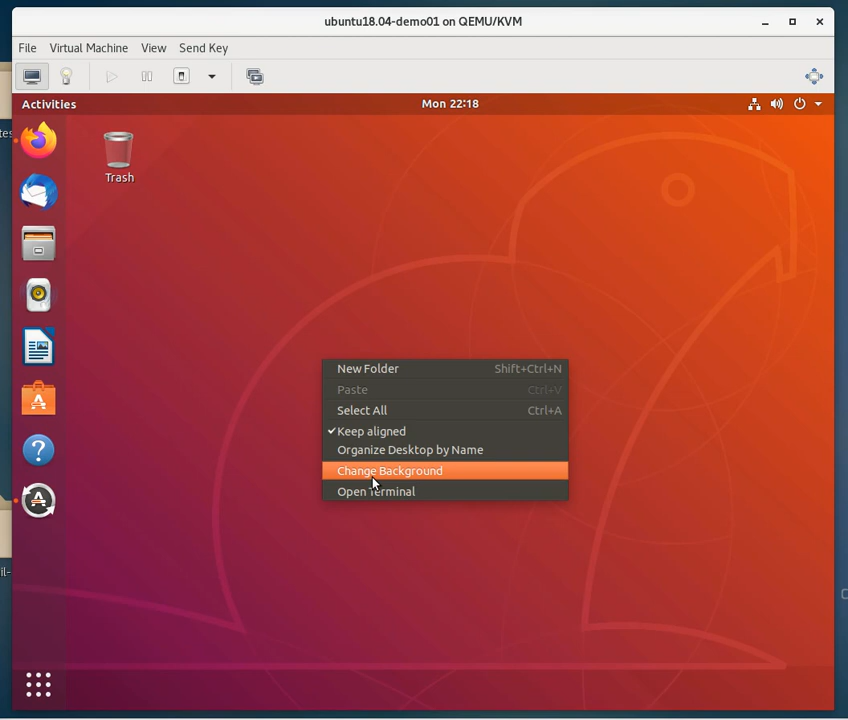 ubuntu18.04-demo01 on QEMU/KVM
File Virtual Machine View Send Key
Activities Mon 22:18
Trash
New Folder Shift+Ctrl+N
Paste Ctrl+V
Select All Ctrl+A
Keep aligned
Organize Desktop by Name
Change Background
Open Terminal